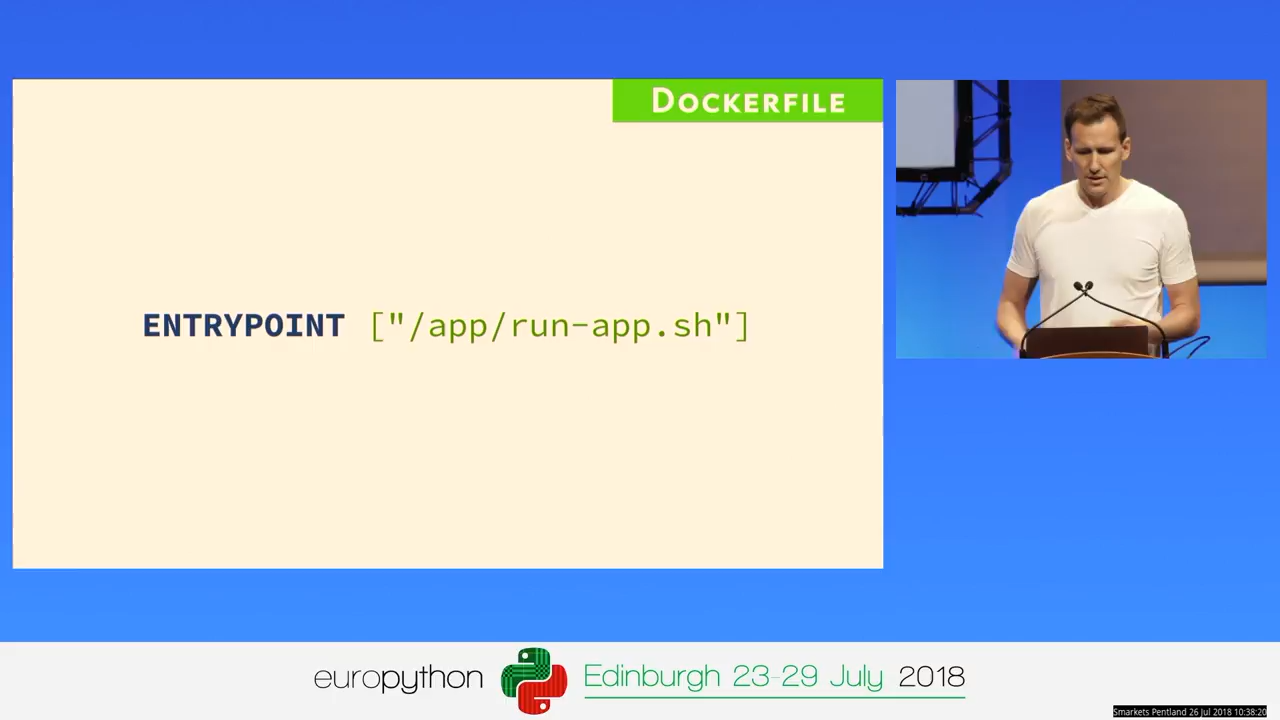 DOCKERFILE
ENTRYPOINT ["/app/run-app.sh"]
europython Edinburgh 23-29 July 2018
Smarkets Pentland 26 Jul 2018 10:38:20